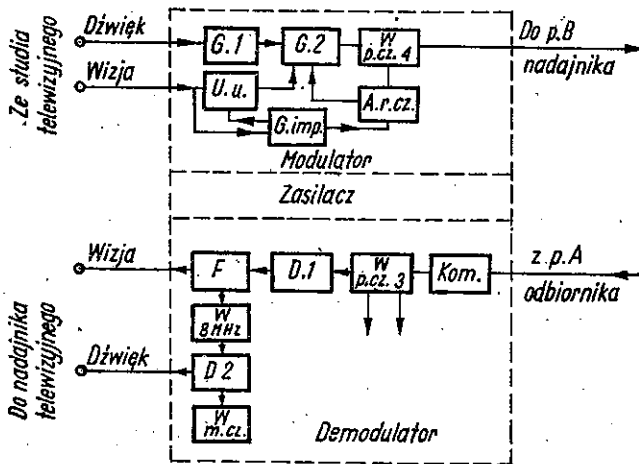 Ze studia
telewizyjnego
Dźwięk
Wizja
G.1
G.2
W
p.cz. 4
Do p.B
nadajnika
U.u.
A.r.cz.
G.imp.
Modulator
Zasilacz
Do nadajnika
telewizyjnego
Wizja
F
D.1
W
p.cz. 3
Kom.
z.p.A
odbiornika
W
8MHz
Dźwięk
D2
W
m.cz.
Demodulator